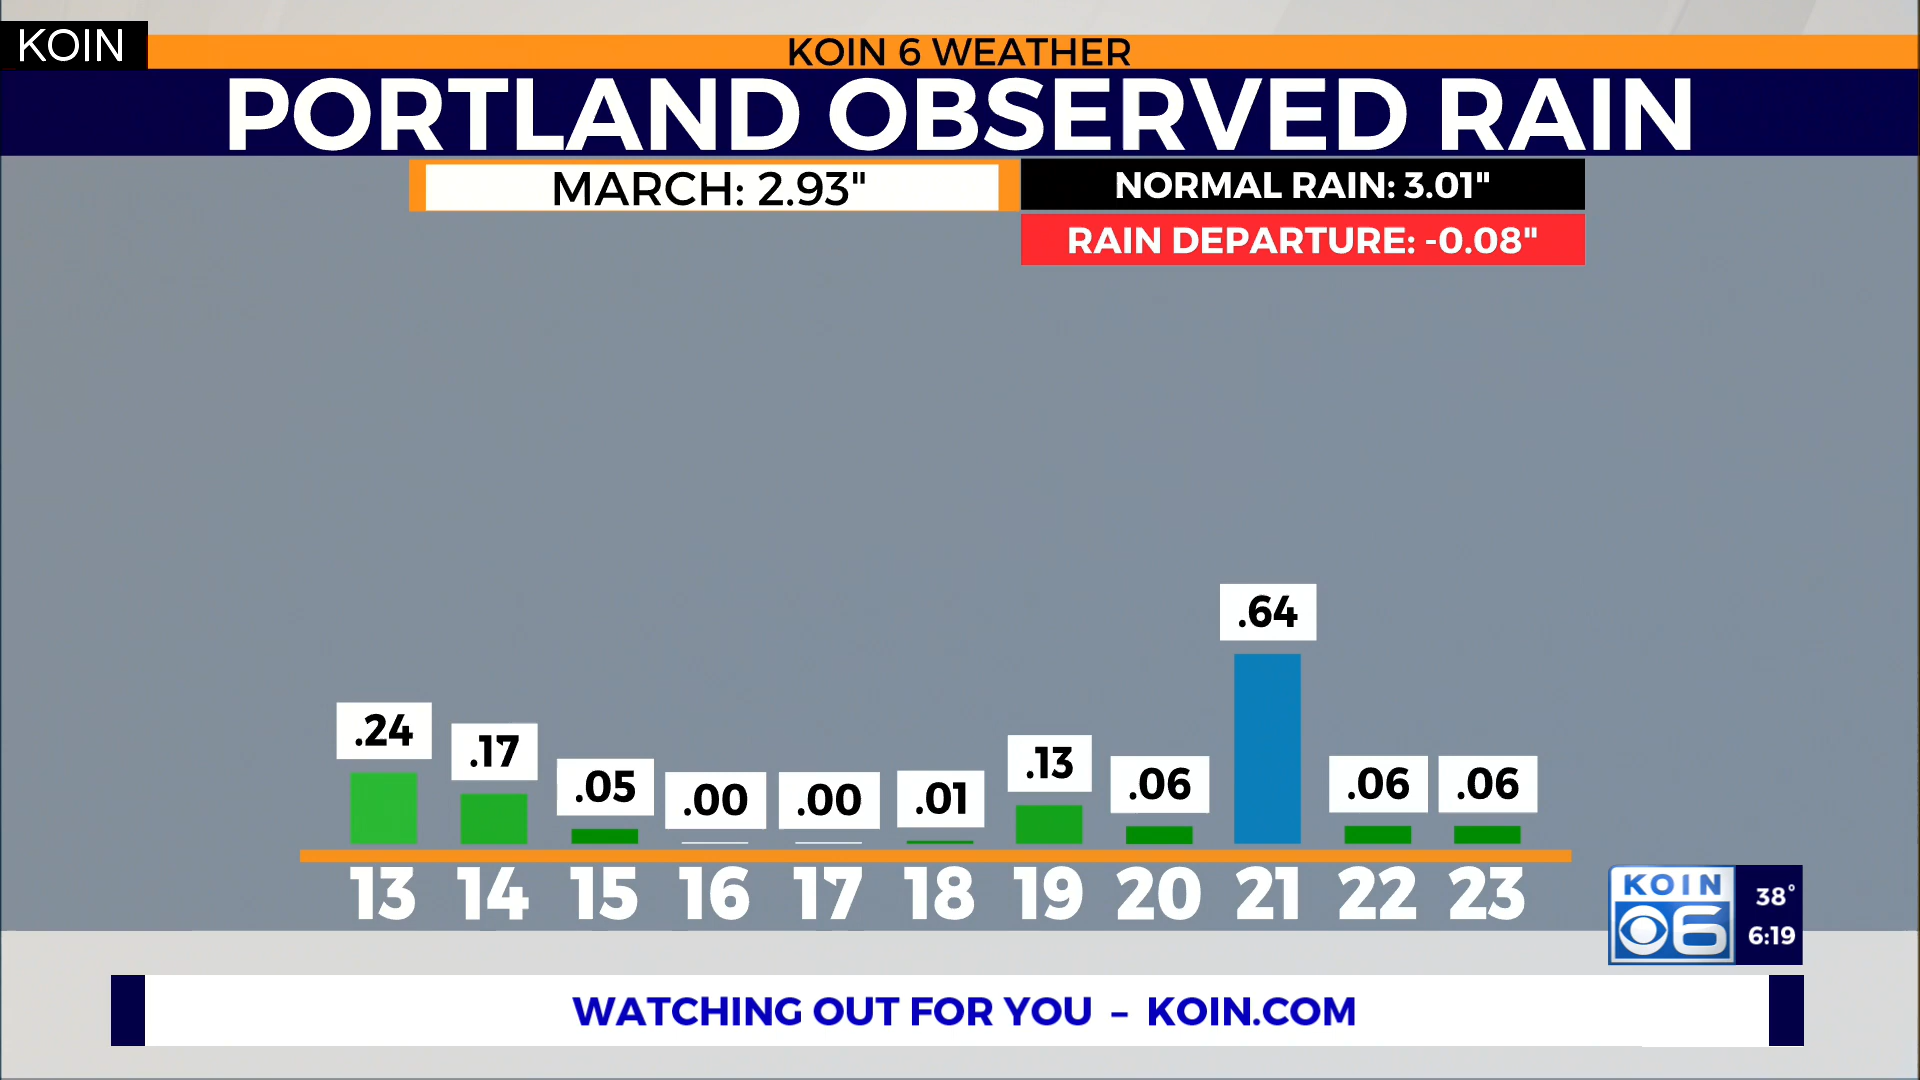 KOIN
KOIN 6 WEATHER
PORTLAND OBSERVED RAIN
MARCH: 2.93"
NORMAL RAIN: 3.01"
RAIN DEPARTURE: -0.08"
.24 .17 .05 .00 .00 .01 .13 .06 .64 .06 .06
13 14 15 16 17 18 19 20 21 22 23
KOIN
6
38°
6:19
WATCHING OUT FOR YOU – KOIN.COM